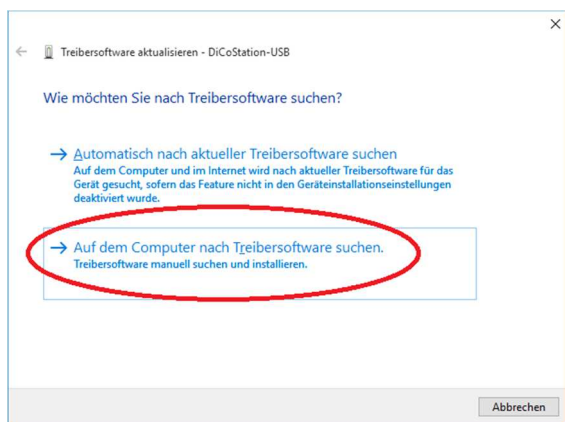 Treibersoftware aktualisieren - DiCoStation-USB
Wie möchten Sie nach Treibersoftware suchen?
Automatisch nach aktueller Treibersoftware suchen
Auf dem Computer und im Internet wird nach aktueller Treibersoftware für das
Gerät gesucht, sofern das Feature nicht in den Geräteinstallationseinstellungen
deaktiviert wurde.
Auf dem Computer nach Treibersoftware suchen.
Treibersoftware manuell suchen und installieren.
Abbrechen